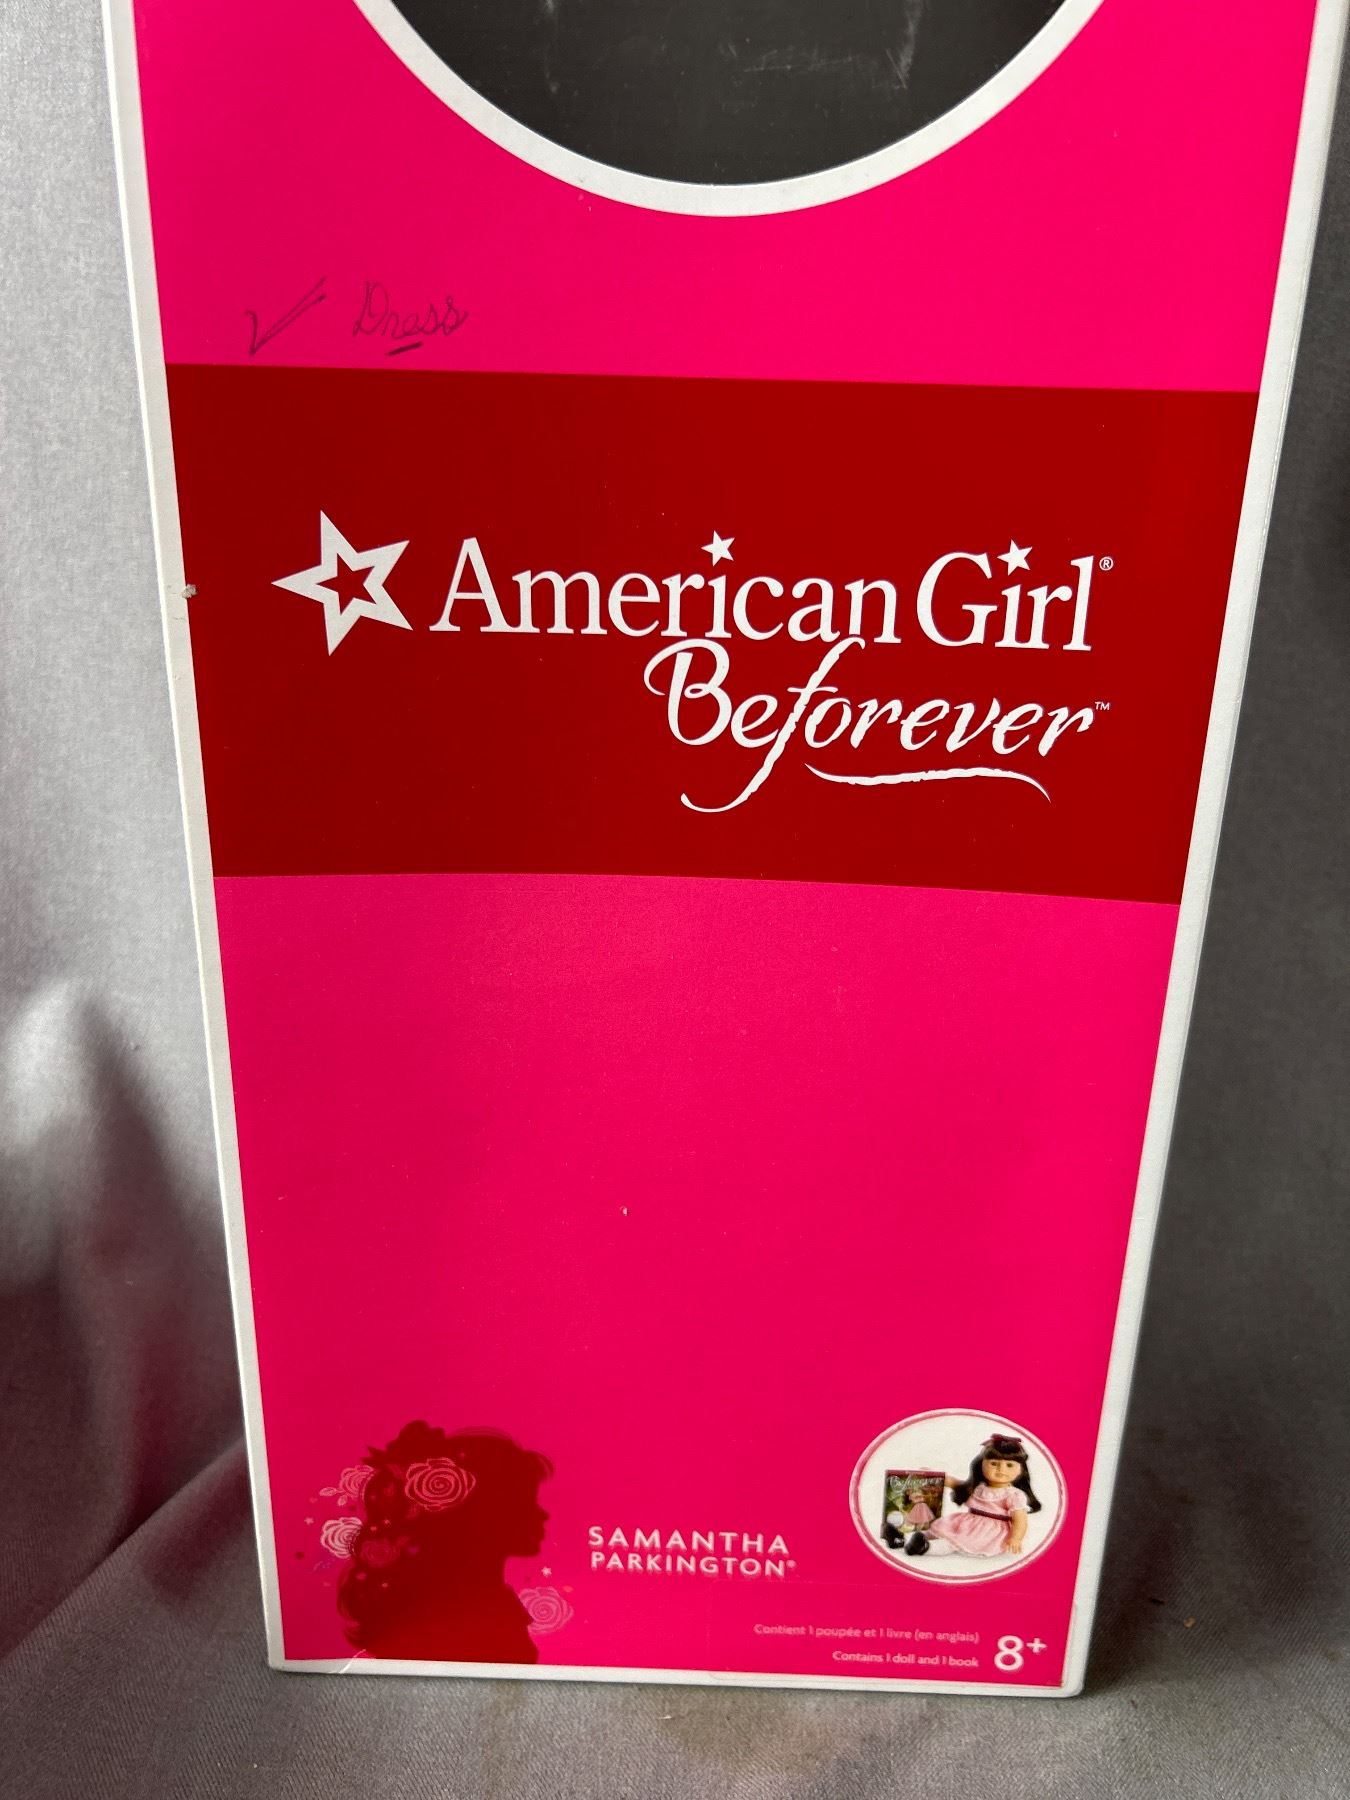 ✓ Dress
American Girl®
Beforever™
Beforever
SAMANTHA
PARKINGTON®
Contient 1 poupée et 1 livre (en anglais)
Contains 1 doll and 1 book
8+